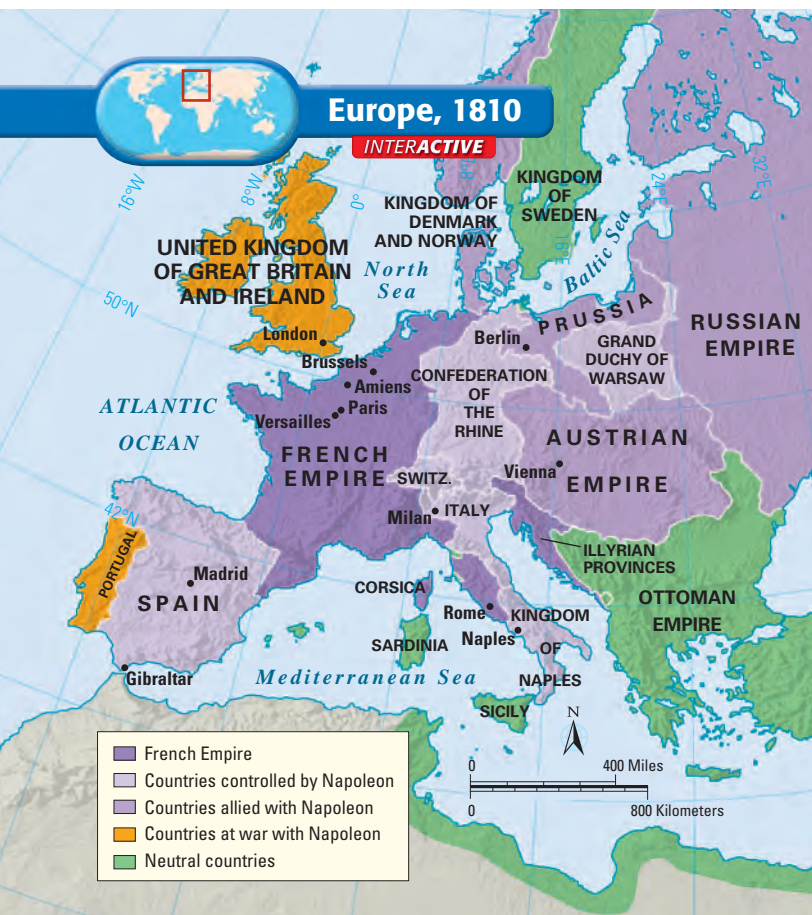 Europe, 1810
INTERACTIVE
16°W
8°W
0°
8°
16°E
24°E
32°E
50°N
42°N
KINGDOM OF
DENMARK
AND NORWAY
KINGDOM
OF
SWEDEN
UNITED KINGDOM
OF GREAT BRITAIN
AND IRELAND
North
Sea
Baltic Sea
London
Brussels
Amiens
Paris
Versailles
Berlin
PRUSSIA
GRAND
DUCHY OF
WARSAW
RUSSIAN
EMPIRE
CONFEDERATION
OF
THE
RHINE
ATLANTIC
OCEAN
FRENCH
EMPIRE
SWITZ.
AUSTRIAN
EMPIRE
Vienna
Milan
ITALY
ILLYRIAN
PROVINCES
PORTUGAL
Madrid
SPAIN
Gibraltar
CORSICA
Rome
SARDINIA
Naples
KINGDOM
OF
NAPLES
OTTOMAN
EMPIRE
Mediterranean Sea
SICILY
N
0
400 Miles
0
800 Kilometers
French Empire
Countries controlled by Napoleon
Countries allied with Napoleon
Countries at war with Napoleon
Neutral countries